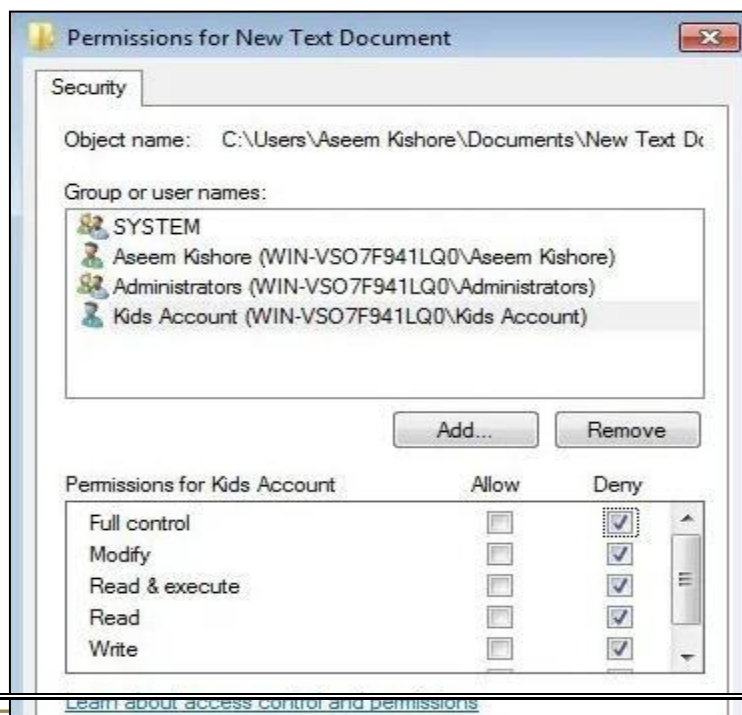 Permissions for New Text Document
Security
Object name: C:\Users\Aseem Kishore\Documents\New Text Dc
Group or user names:
SYSTEM
Aseem Kishore (WIN-VSO7F941LQ0\Aseem Kishore)
Administrators (WIN-VSO7F941LQ0\Administrators)
Kids Account (WIN-VSO7F941LQ0\Kids Account)
Add... Remove
Permissions for Kids Account Allow Deny
Full control
Modify
Read & execute
Read
Write
Learn about access control and permissions